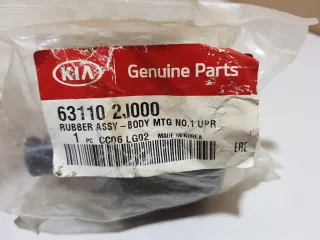 KIA Genuine Parts
63110 2J000
RUBBER ASSY-BODY MTG NO.1 UPR
1 PC CC06 LG02 MADE IN KOREA
EAC